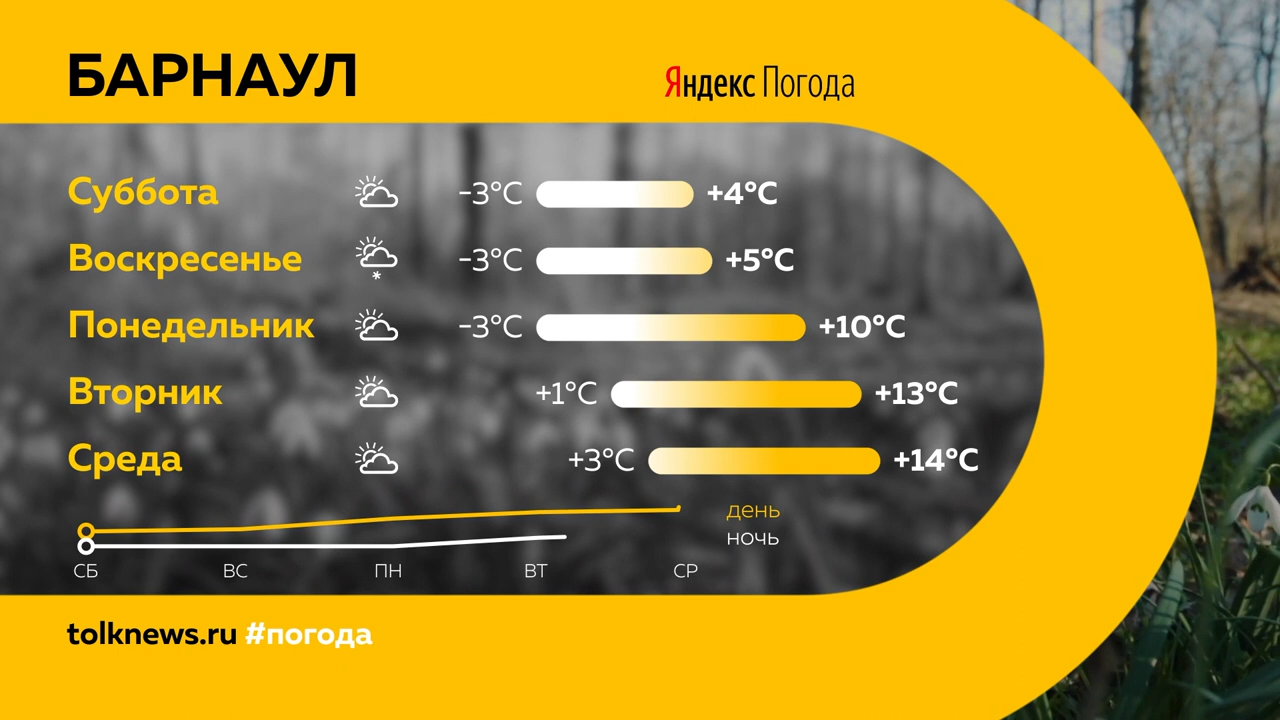 БАРНАУЛ
Яндекс Погода
Суббота -3°C +4°C
Воскресенье -3°C +5°C
Понедельник -3°C +10°C
Вторник +1°C +13°C
Среда +3°C +14°C
день
ночь
СБ ВС ПН ВТ СР
tolknews.ru #погода